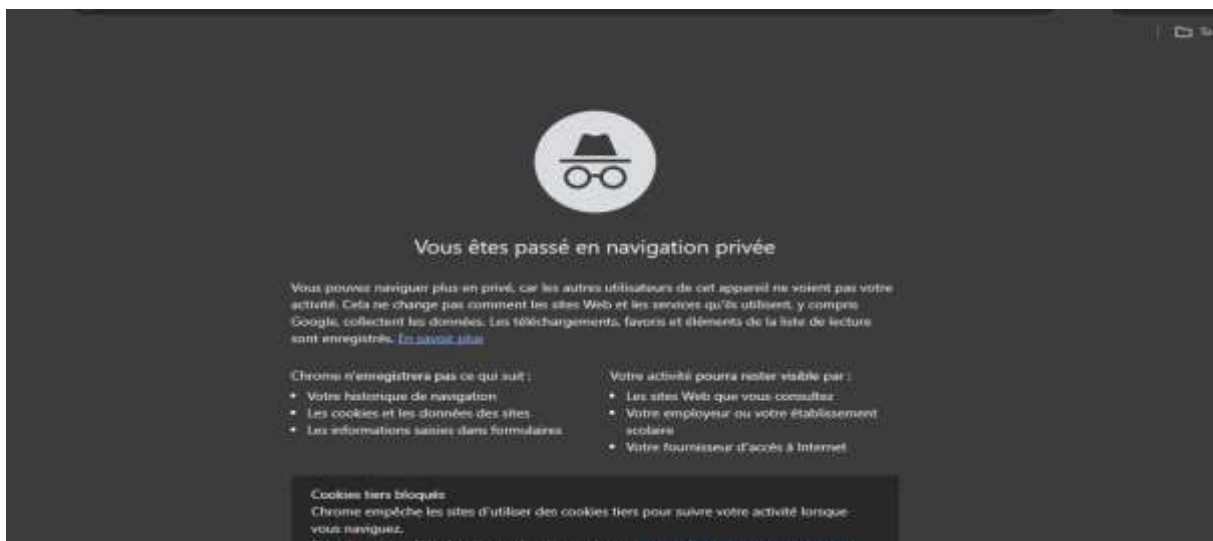 Vous êtes passé en navigation privée
Vous pouvez naviguer plus en privé, car les autres utilisateurs de cet appareil ne voient pas votre
activité. Cela ne change pas comment les sites Web et les services qu'ils utilisent, y compris
Google, collectent les données. Les téléchargements, favoris et éléments de la liste de lecture
sont enregistrés. En savoir plus
Chrome n'enregistrera pas ce qui suit :
• Votre historique de navigation
• Les cookies et les données des sites
• Les informations saisies dans formulaires
Votre activité pourra rester visible par :
• Les sites Web que vous consultez
• Votre employeur ou votre établissement
scolaire
• Votre fournisseur d'accès à Internet
Cookies tiers bloqués
Chrome empêche les sites d'utiliser des cookies tiers pour suivre votre activité lorsque
vous naviguez.